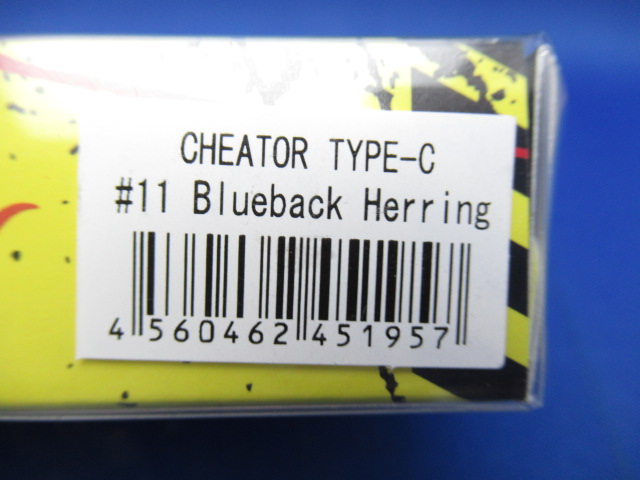 CHEATOR TYPE-C
#11 Blueback Herring
4 560462 451957